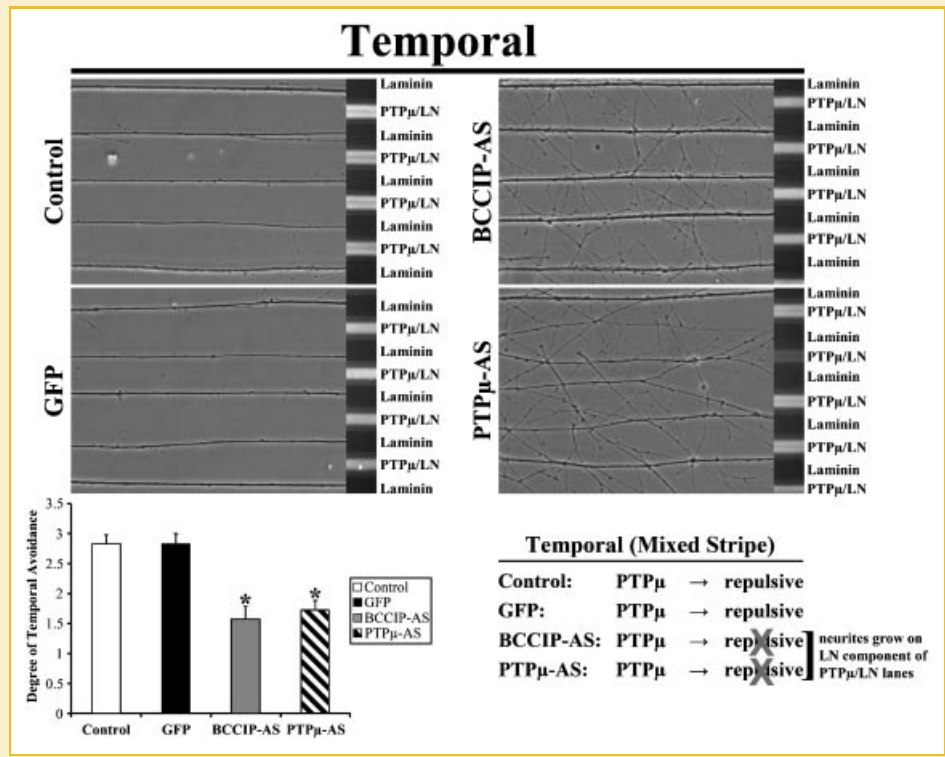 Temporal
Control
Laminin
PTPµ/LN
Laminin
PTPµ/LN
Laminin
PTPµ/LN
Laminin
PTPµ/LN
Laminin
BCCIP-AS
Laminin
PTPµ/LN
Laminin
PTPµ/LN
Laminin
PTPµ/LN
Laminin
PTPµ/LN
Laminin
GFP
Laminin
PTPµ/LN
Laminin
PTPµ/LN
Laminin
PTPµ/LN
Laminin
PTPµ/LN
Laminin
PTPµ-AS
Laminin
PTPµ/LN
Laminin
PTPµ/LN
Laminin
PTPµ/LN
Laminin
PTPµ/LN
Laminin
PTPµ/LN
Degree of Temporal Avoidance
3.5
3
2.5
2
1.5
1
0.5
0
*
*
Control
GFP
BCCIP-AS
PTPµ-AS
Control
GFP
BCCIP-AS
PTPµ-AS
Temporal (Mixed Stripe)
Control: PTPµ → repulsive
GFP: PTPµ → repulsive
BCCIP-AS: PTPµ → repulsive
PTPµ-AS: PTPµ → repulsive
neurites grow on
LN component of
PTPµ/LN lanes